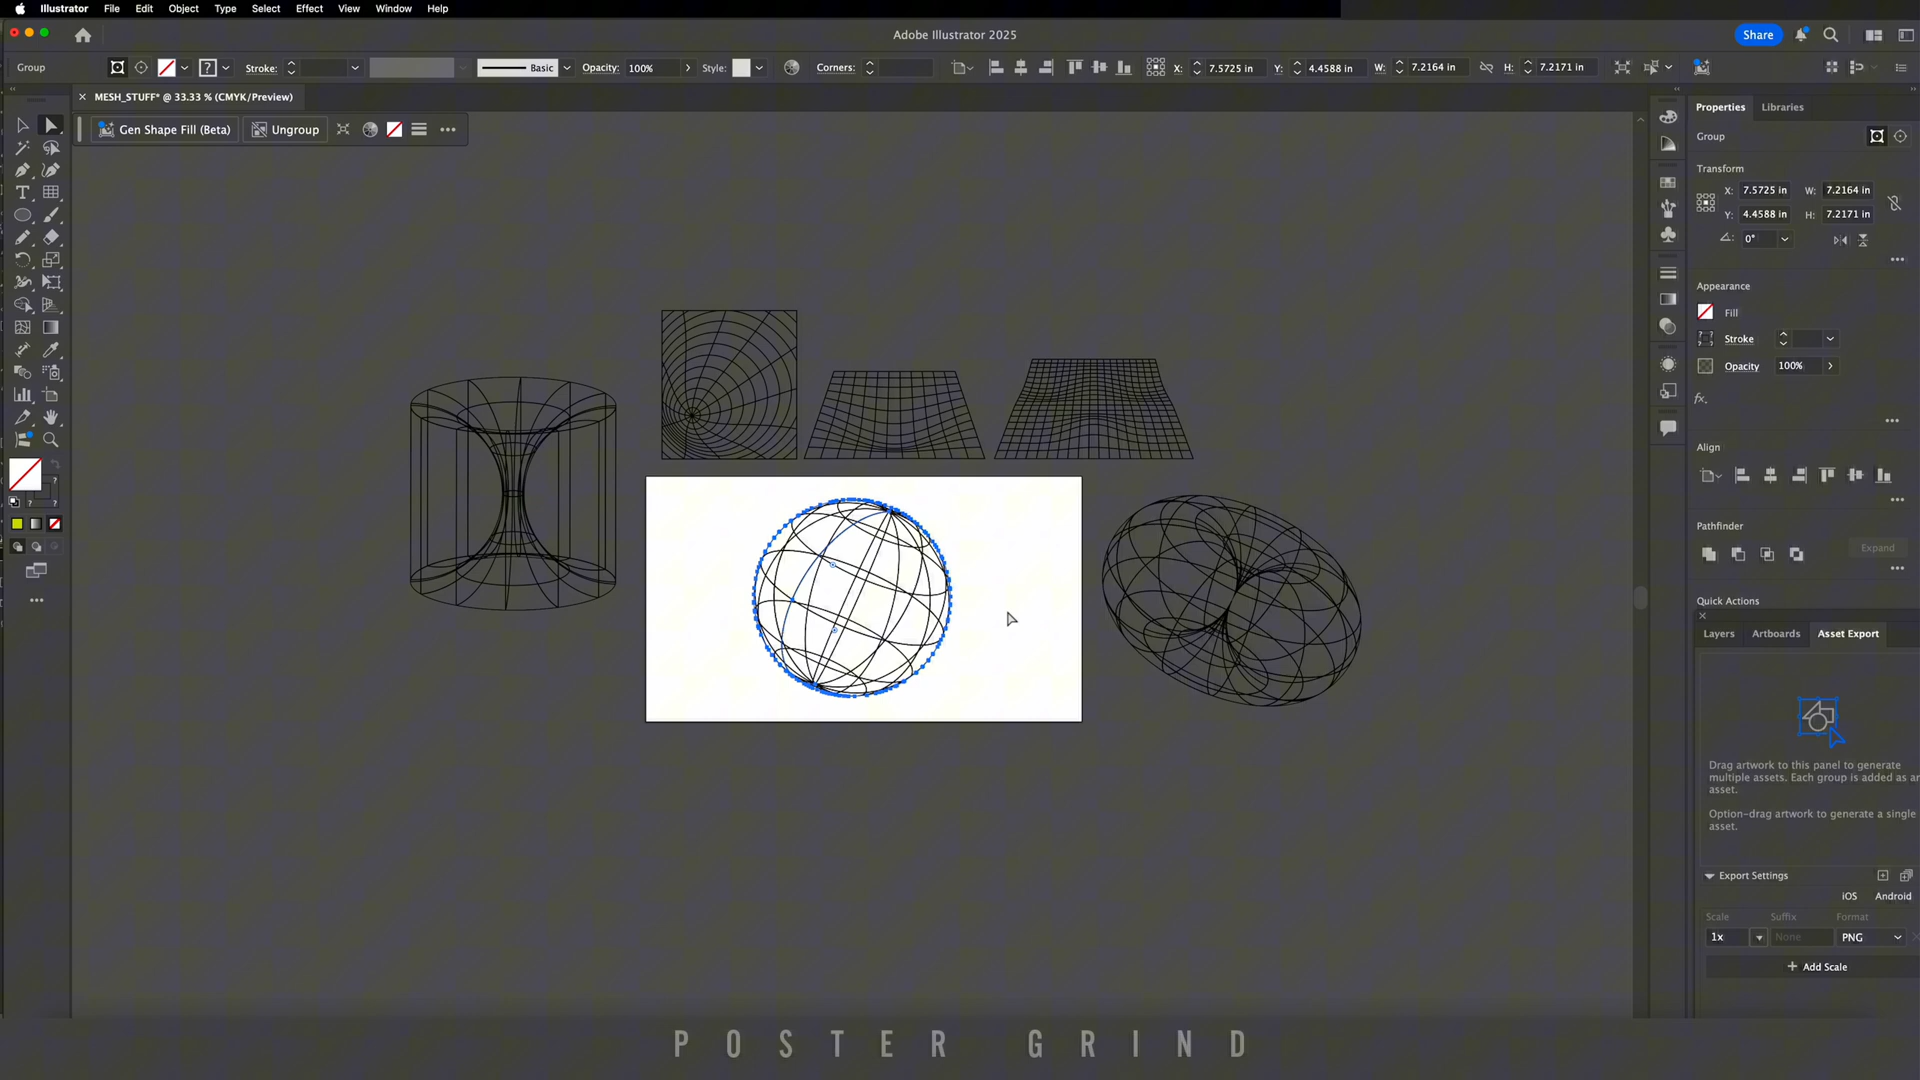 Illustrator File Edit Object Type Select Effect View Window Help
Adobe Illustrator 2025
Share
Group
Stroke:
Basic
Opacity: 100%
Style:
Corners:
X: 7.5725 in
Y: 4.4588 in
W: 7.2164 in
H: 7.2171 in
MESH_STUFF* @ 33.33 % (CMYK/Preview)
Gen Shape Fill (Beta)
Ungroup
Properties
Libraries
Group
Transform
X: 7.5725 in
W: 7.2164 in
Y: 4.4588 in
H: 7.2171 in
0°
Appearance
Fill
Stroke
Opacity 100%
fx.
Align
Pathfinder
Expand
Quick Actions
Layers
Artboards
Asset Export
Drag artwork to this panel to generate
multiple assets. Each group is added as an
asset.
Option-drag artwork to generate a single
asset.
Export Settings
iOS
Android
Scale
Suffix
Format
1x
None
PNG
+ Add Scale
POSTER GRIND